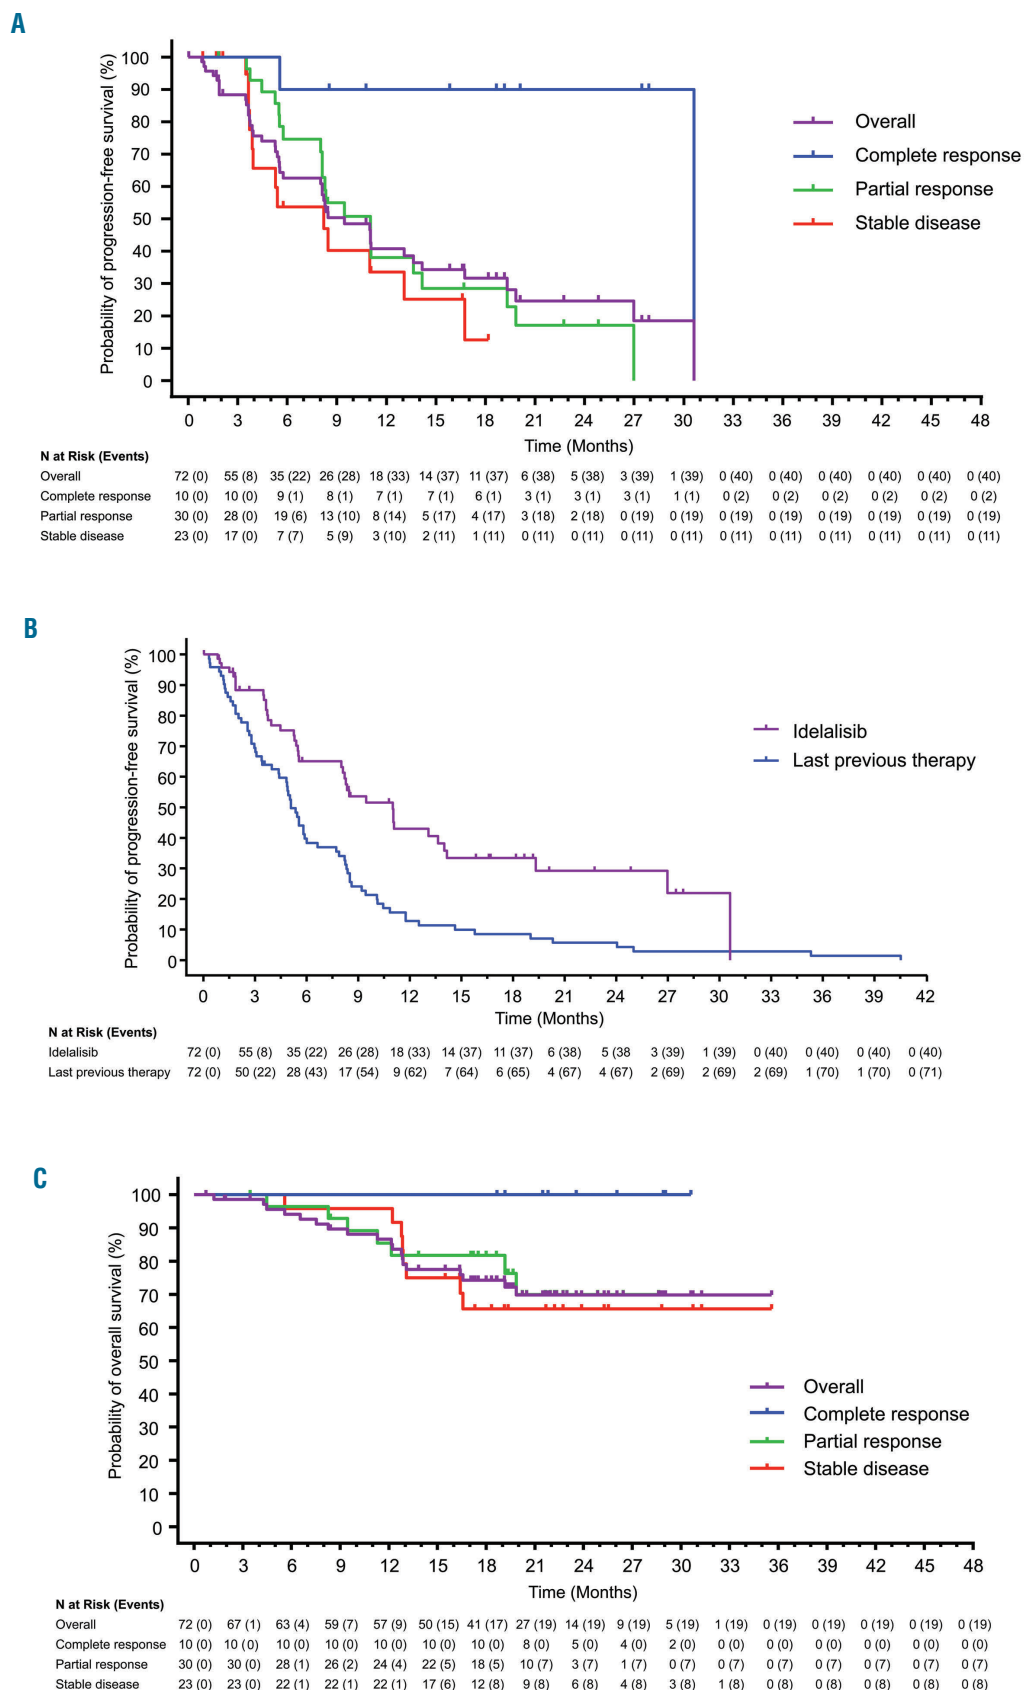 A
Probability of progression-free survival (%)
100
90
80
70
60
50
40
30
20
10
0
Overall
Complete response
Partial response
Stable disease
0 3 6 9 12 15 18 21 24 27 30 33 36 39 42 45 48
Time (Months)
N at Risk (Events)
Overall 72 (0) 55 (8) 35 (22) 26 (28) 18 (33) 14 (37) 11 (37) 6 (38) 5 (38) 3 (39) 1 (39) 0 (40) 0 (40) 0 (40) 0 (40) 0 (40) 0 (40)
Complete response 10 (0) 10 (0) 9 (1) 8 (1) 7 (1) 7 (1) 6 (1) 3 (1) 3 (1) 3 (1) 1 (1) 0 (2) 0 (2) 0 (2) 0 (2) 0 (2) 0 (2)
Partial response 30 (0) 28 (0) 19 (6) 13 (10) 8 (14) 5 (17) 4 (17) 3 (18) 2 (18) 0 (19) 0 (19) 0 (19) 0 (19) 0 (19) 0 (19) 0 (19) 0 (19)
Stable disease 23 (0) 17 (0) 7 (7) 5 (9) 3 (10) 2 (11) 1 (11) 0 (11) 0 (11) 0 (11) 0 (11) 0 (11) 0 (11) 0 (11) 0 (11) 0 (11) 0 (11)
B
Probability of progression-free survival (%)
100
90
80
70
60
50
40
30
20
10
0
Idelalisib
Last previous therapy
0 3 6 9 12 15 18 21 24 27 30 33 36 39 42
Time (Months)
N at Risk (Events)
Idelalisib 72 (0) 55 (8) 35 (22) 26 (28) 18 (33) 14 (37) 11 (37) 6 (38) 5 (38 3 (39) 1 (39) 0 (40) 0 (40) 0 (40) 0 (40)
Last previous therapy 72 (0) 50 (22) 28 (43) 17 (54) 9 (62) 7 (64) 6 (65) 4 (67) 4 (67) 2 (69) 2 (69) 2 (69) 1 (70) 1 (70) 0 (71)
C
Probability of overall survival (%)
100
90
80
70
60
50
40
30
20
10
0
Overall
Complete response
Partial response
Stable disease
0 3 6 9 12 15 18 21 24 27 30 33 36 39 42 45 48
Time (Months)
N at Risk (Events)
Overall 72 (0) 67 (1) 63 (4) 59 (7) 57 (9) 50 (15) 41 (17) 27 (19) 14 (19) 9 (19) 5 (19) 1 (19) 0 (19) 0 (19) 0 (19) 0 (19) 0 (19)
Complete response 10 (0) 10 (0) 10 (0) 10 (0) 10 (0) 10 (0) 10 (0) 8 (0) 5 (0) 4 (0) 2 (0) 0 (0) 0 (0) 0 (0) 0 (0) 0 (0) 0 (0)
Partial response 30 (0) 30 (0) 28 (1) 26 (2) 24 (4) 22 (5) 18 (5) 10 (7) 3 (7) 1 (7) 0 (7) 0 (7) 0 (7) 0 (7) 0 (7) 0 (7) 0 (7)
Stable disease 23 (0) 23 (0) 22 (1) 22 (1) 22 (1) 17 (6) 12 (8) 9 (8) 6 (8) 4 (8) 3 (8) 1 (8) 0 (8) 0 (8) 0 (8) 0 (8) 0 (8)